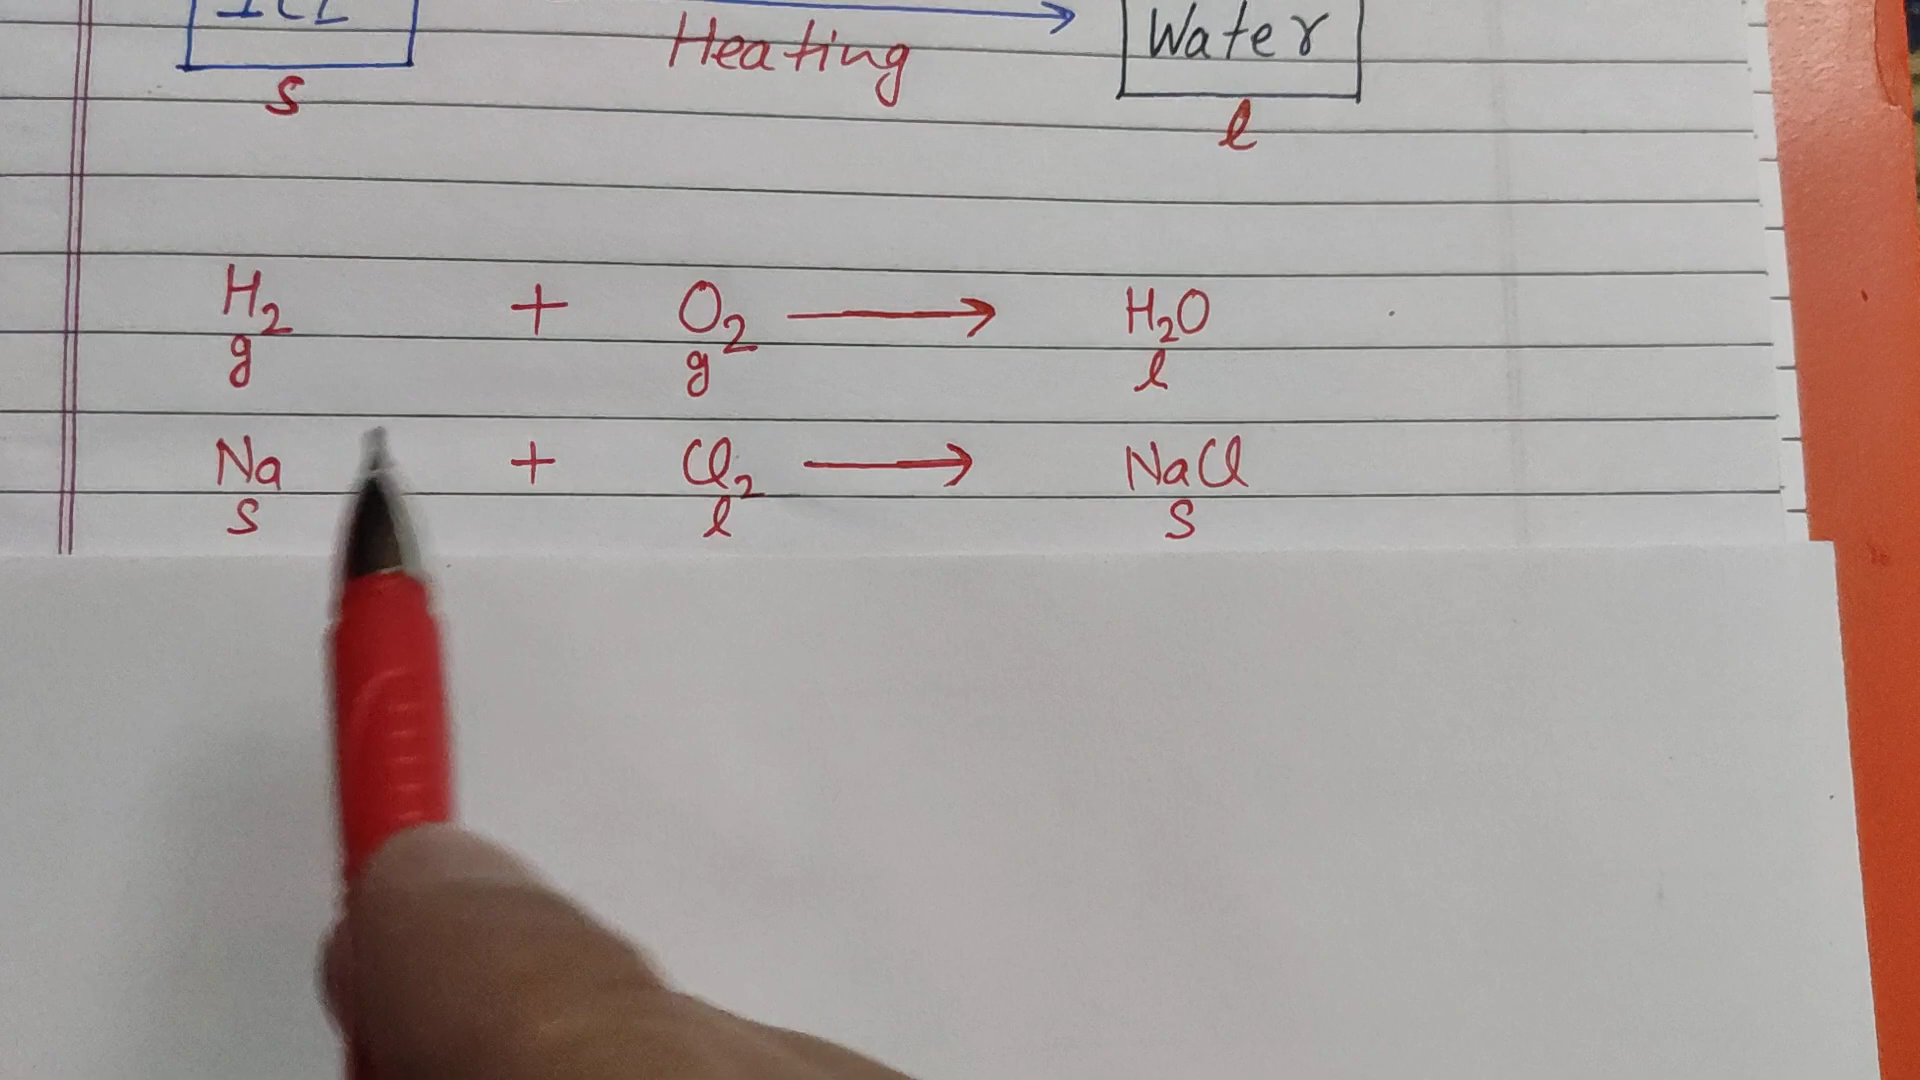 Heating Water
s l
H₂ + O₂ → H₂O
g g l
Na + Cl₂ → NaCl
s l s